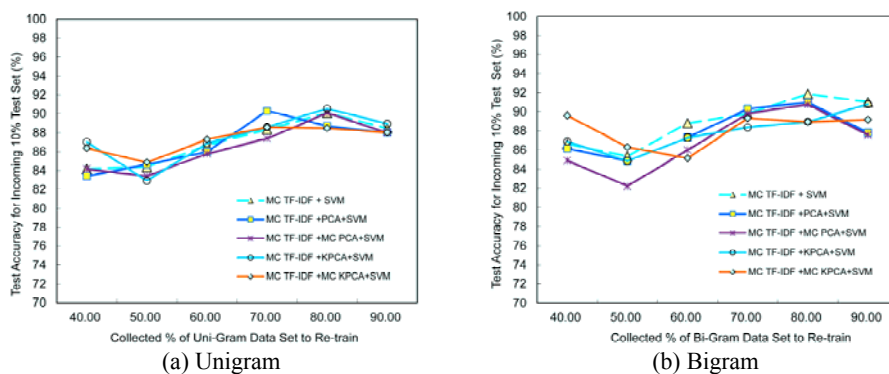 100
98
96
94
92
90
88
86
84
82
80
78
76
74
72
70
Test Accuracy for Incoming 10% Test Set (%)
MC TF-IDF + SVM
MC TF-IDF +PCA+SVM
MC TF-IDF +MC PCA+SVM
MC TF-IDF +KPCA+SVM
MC TF-IDF +MC KPCA+SVM
40.00 50.00 60.00 70.00 80.00 90.00
Collected % of Uni-Gram Data Set to Re-train
(a) Unigram
100
98
96
94
92
90
88
86
84
82
80
78
76
74
72
70
Test Accuracy for Incoming 10% Test Set (%)
MC TF-IDF + SVM
MC TF-IDF +PCA+SVM
MC TF-IDF +MC PCA+SVM
MC TF-IDF +KPCA+SVM
MC TF-IDF +MC KPCA+SVM
40.00 50.00 60.00 70.00 80.00 90.00
Collected % of Bi-Gram Data Set to Re-train
(b) Bigram